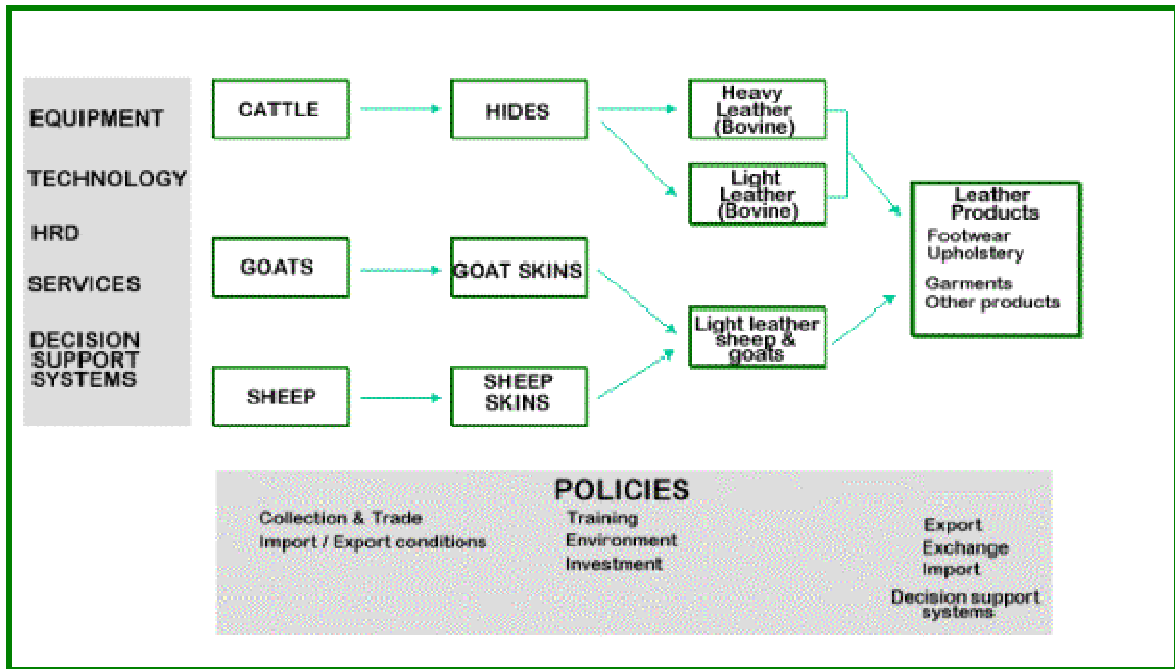 EQUIPMENT
TECHNOLOGY
HRD
SERVICES
DECISION
SUPPORT
SYSTEMS
CATTLE
HIDES
Heavy
Leather
(Bovine)
Light
Leather
(Bovine)
GOATS
GOAT SKINS
SHEEP
SHEEP
SKINS
Light leather
sheep &
goats
Leather
Products
Footwear
Upholstery
Garments
Other products
POLICIES
Collection & Trade
Import / Export conditions
Training
Environment
Investment
Export
Exchange
Import
Decision support
systems